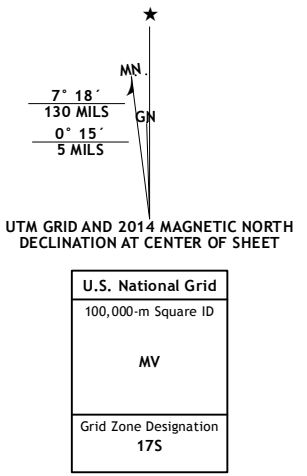 ★
MN
7° 18´
130 MILS
GN
0° 15´
5 MILS
UTM GRID AND 2014 MAGNETIC NORTH
DECLINATION AT CENTER OF SHEET
U.S. National Grid
100,000-m Square ID
MV
Grid Zone Designation
17S